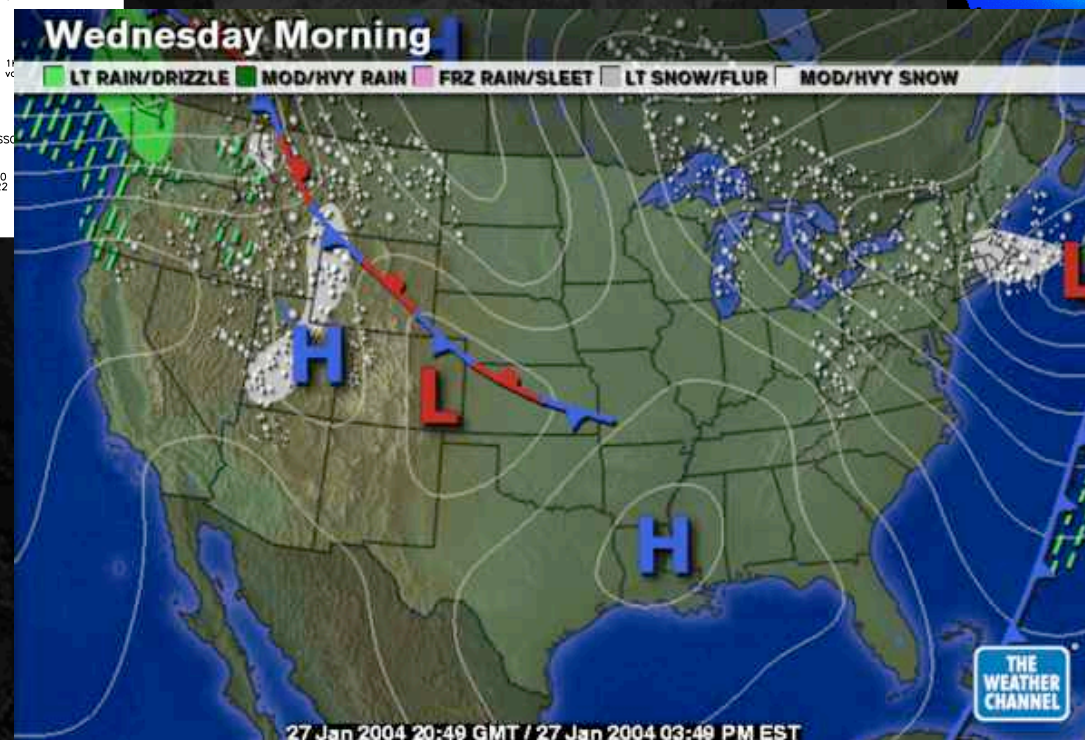 Wednesday Morning
H
LT RAIN/DRIZZLE MOD/HVY RAIN FRZ RAIN/SLEET LT SNOW/FLUR MOD/HVY SNOW
L
H
L
H
THE
WEATHER
CHANNEL
27 Jan 2004 20:49 GMT / 27 Jan 2004 03:49 PM EST